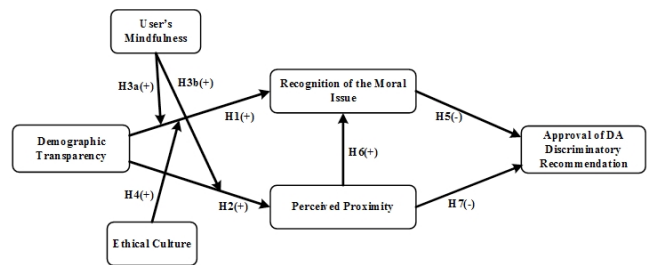 User's
Mindfulness
H3a(+)
H3b(+)
Recognition of the Moral
Issue
H1(+)
H5(-)
Demographic
Transparency
Approval of DA
Discriminatory
Recommendation
H6(+)
H4(+)
H2(+)
Perceived Proximity
H7(-)
Ethical Culture